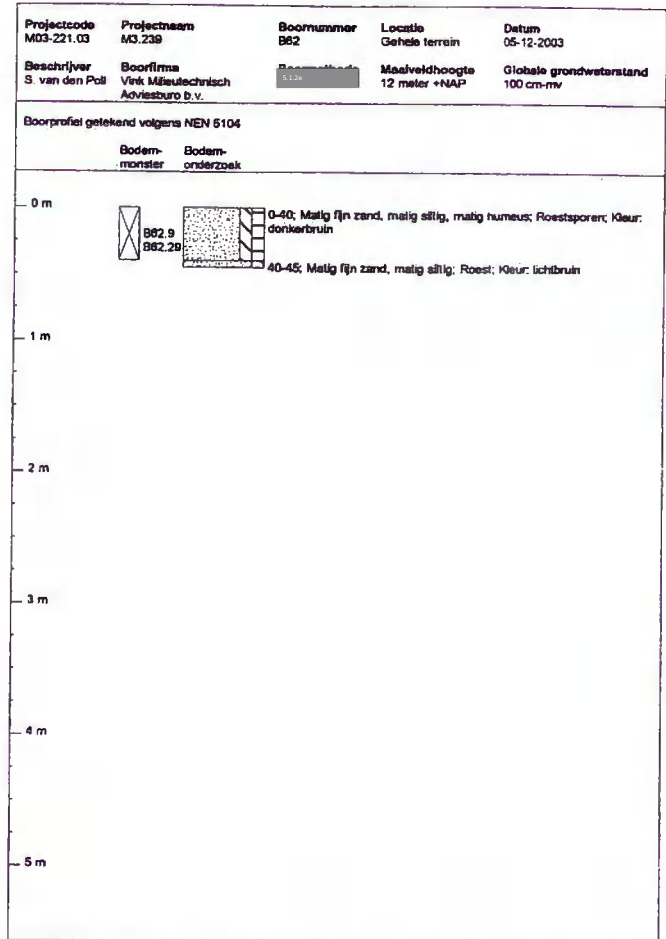 Projectcode Projectnaam Boornummer Locatie Datum
M03-221.03 M3.239 B62 Gehele terrein 05-12-2003
Beschrijver Boorfirma Maaiveldhoogte Globale grondwaterstand
S. van den Poll Vink Milieutechnisch 5.1.2e 12 meter +NAP 100 cm-mv
Adviesburo b.v.
Boorprofiel getekend volgens NEN 5104
Bodem- Bodem-
monster onderzoek
0 m
0-40; Matig fijn zand, matig siltig, matig humeus; Roestsporen; Kleur:
donkerbruin
B62.9
B62.29
40-45; Matig fijn zand, matig siltig; Roest; Kleur: lichtbruin
1 m
2 m
3 m
4 m
5 m